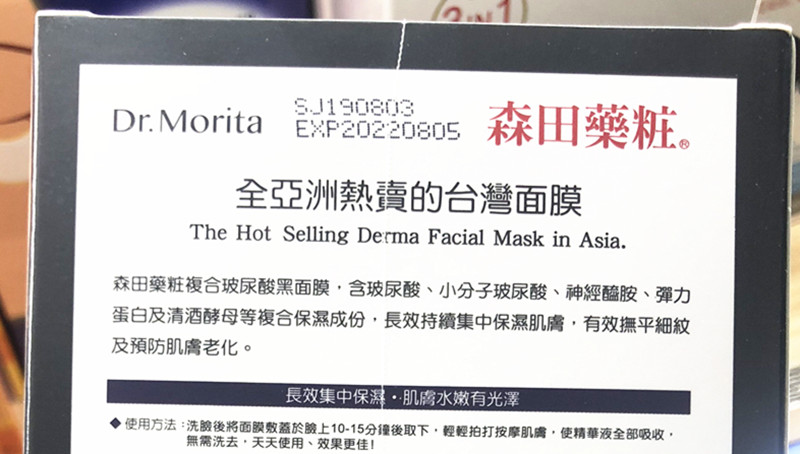 3 IN 1
Dr.Morita
SJ190803
EXP20220805
森田藥粧®
全亞洲熱賣的台灣面膜
The Hot Selling Derma Facial Mask in Asia.
森田藥粧複合玻尿酸黑面膜，含玻尿酸、小分子玻尿酸、神經醯胺、彈力
蛋白及清酒酵母等複合保濕成份，長效持續集中保濕肌膚，有效撫平細紋
及預防肌膚老化。
長效集中保濕·肌膚水嫩有光澤
◆使用方法：洗臉後將面膜敷蓋於臉上10-15分鐘後取下，輕輕拍打按摩肌膚，使精華液全部吸收，
無需洗去，天天使用、效果更佳！